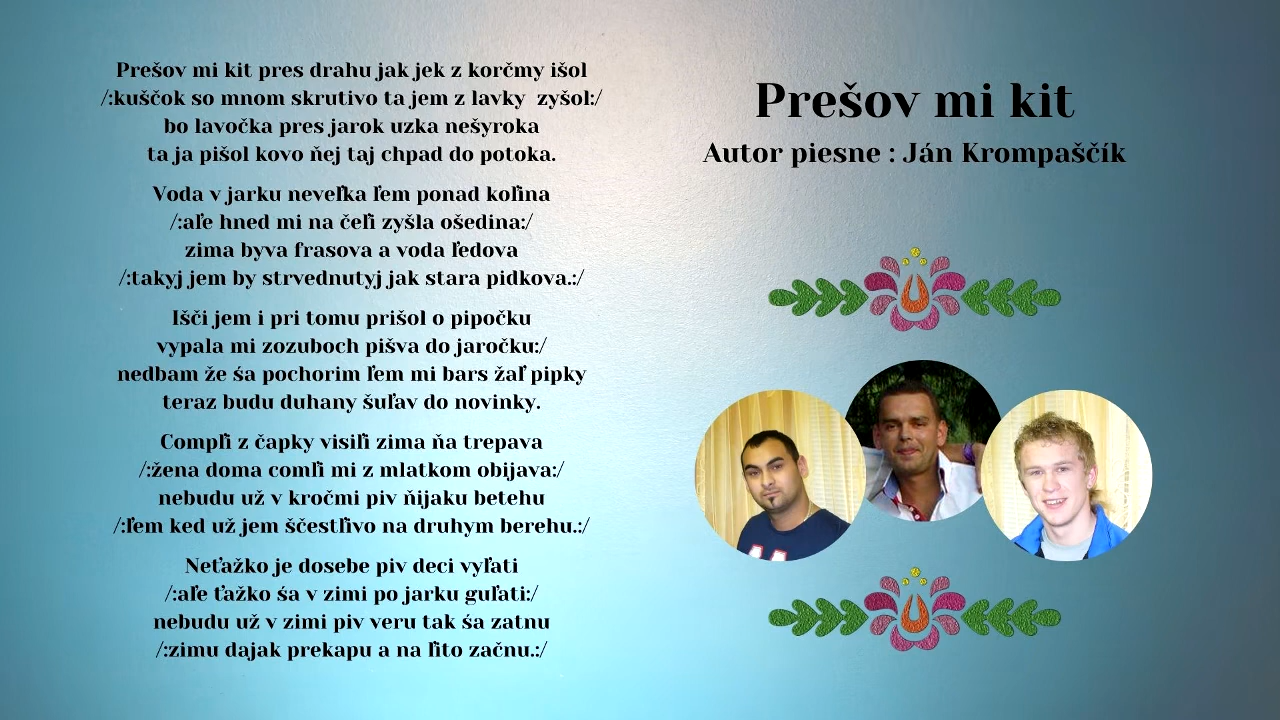 Prešov mi kit pres drahu jak jek z korčmy išol
/:kuščok so mnom skrutivo ta jem z lavky  zyšol:/
bo lavočka pres jarok uzka nešyroka
ta ja pišol kovo ňej taj chpad do potoka.
Voda v jarku neveľka ľem ponad koľina
/:aľe hned mi na čeľi zyšla ošedina:/
zima byva frasova a voda ľedova
/:takyj jem by strvednutyj jak stara pidkova.:/
Išči jem i pri tomu prišol o pipočku
vypala mi zozuboch pišva do jaročku:/
nedbam že śa pochorim ľem mi bars žaľ pipky
teraz budu duhany šuľav do novinky.
Compľi z čapky visiľi zima ňa trepava
/:žena doma comľi mi z mlatkom obijava:/
nebudu už v kročmi piv ňijaku betehu
/:ľem ked už jem ščestľivo na druhym berehu.:/
Neťažko je dosebe piv deci vyľati
/:aľe ťažko śa v zimi po jarku guľati:/
nebudu už v zimi piv veru tak śa zatnu
/:zimu dajak prekapu a na ľito začnu.:/
Prešov mi kit
Autor piesne : Ján Krompaščík